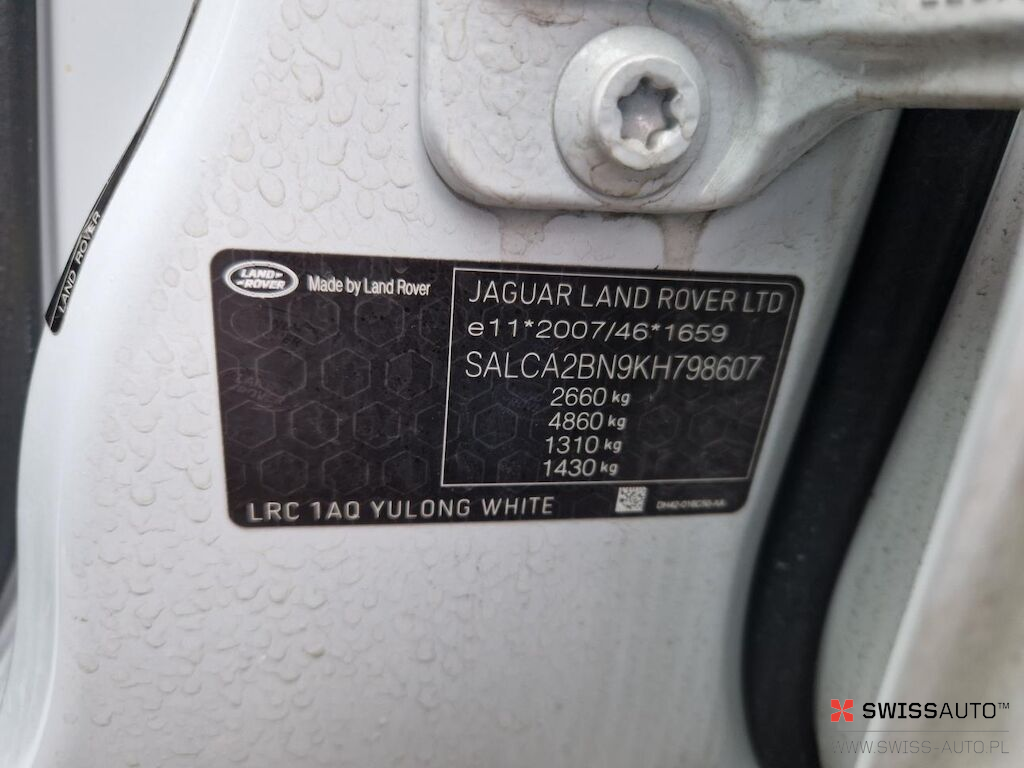 LAND ROVER
LAND ROVER
Made by Land Rover
JAGUAR LAND ROVER LTD
e11*2007/46*1659
SALCA2BN9KH798607
2660 kg
4860 kg
1310 kg
1430 kg
LRC 1AQ YULONG WHITE
SWISSAUTO™
WWW.SWISS-AUTO.PL